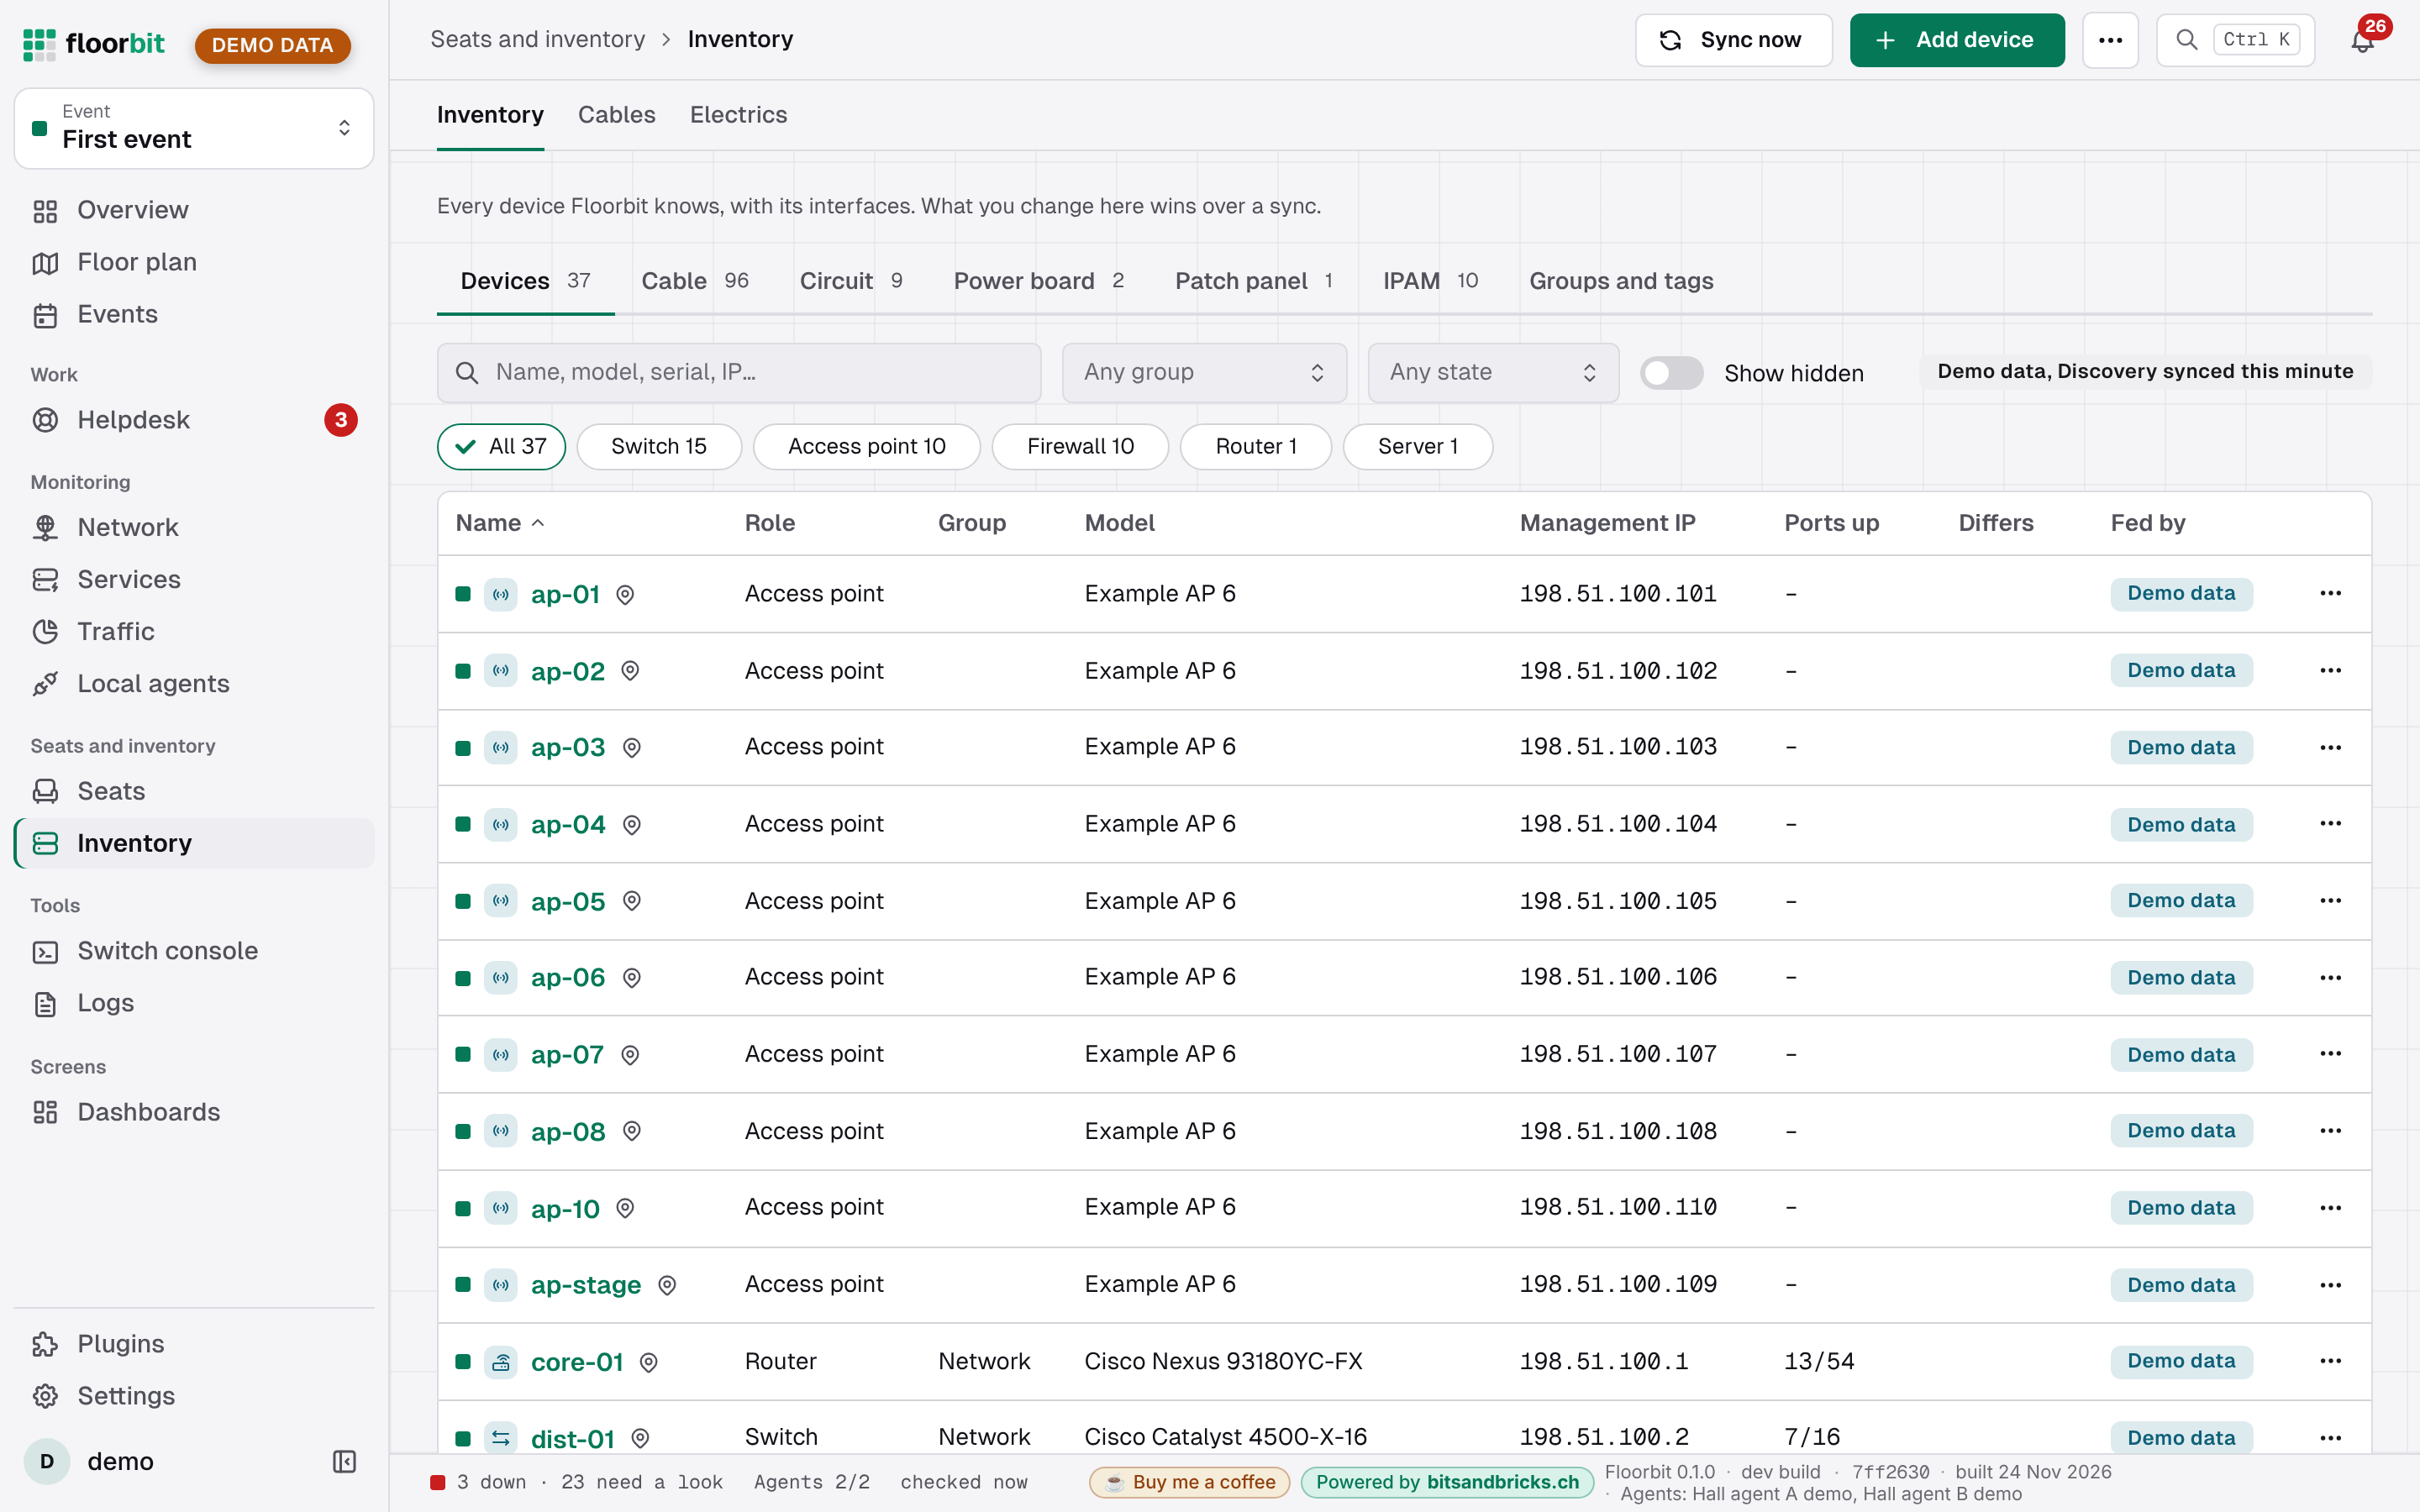 floorbit DEMO DATA
Event
First event
Overview
Floor plan
Events
Work
Helpdesk 3
Monitoring
Network
Services
Traffic
Local agents
Seats and inventory
Seats
Inventory
Tools
Switch console
Logs
Screens
Dashboards
Plugins
Settings
D demo
Seats and inventory > Inventory
Sync now
+ Add device
Ctrl K
26
Inventory Cables Electrics
Every device Floorbit knows, with its interfaces. What you change here wins over a sync.
Devices 37 Cable 96 Circuit 9 Power board 2 Patch panel 1 IPAM 10 Groups and tags
Name, model, serial, IP… Any group Any state Show hidden Demo data, Discovery synced this minute
All 37 Switch 15 Access point 10 Firewall 10 Router 1 Server 1
Name Role Group Model Management IP Ports up Differs Fed by
ap-01 Access point Example AP 6 198.51.100.101 – Demo data
ap-02 Access point Example AP 6 198.51.100.102 – Demo data
ap-03 Access point Example AP 6 198.51.100.103 – Demo data
ap-04 Access point Example AP 6 198.51.100.104 – Demo data
ap-05 Access point Example AP 6 198.51.100.105 – Demo data
ap-06 Access point Example AP 6 198.51.100.106 – Demo data
ap-07 Access point Example AP 6 198.51.100.107 – Demo data
ap-08 Access point Example AP 6 198.51.100.108 – Demo data
ap-10 Access point Example AP 6 198.51.100.110 – Demo data
ap-stage Access point Example AP 6 198.51.100.109 – Demo data
core-01 Router Network Cisco Nexus 93180YC-FX 198.51.100.1 13/54 Demo data
dist-01 Switch Network Cisco Catalyst 4500-X-16 198.51.100.2 7/16 Demo data
3 down · 23 need a look Agents 2/2 checked now
Buy me a coffee
Powered by bitsandbricks.ch
Floorbit 0.1.0 · dev build · 7ff2630 · built 24 Nov 2026
· Agents: Hall agent A demo, Hall agent B demo